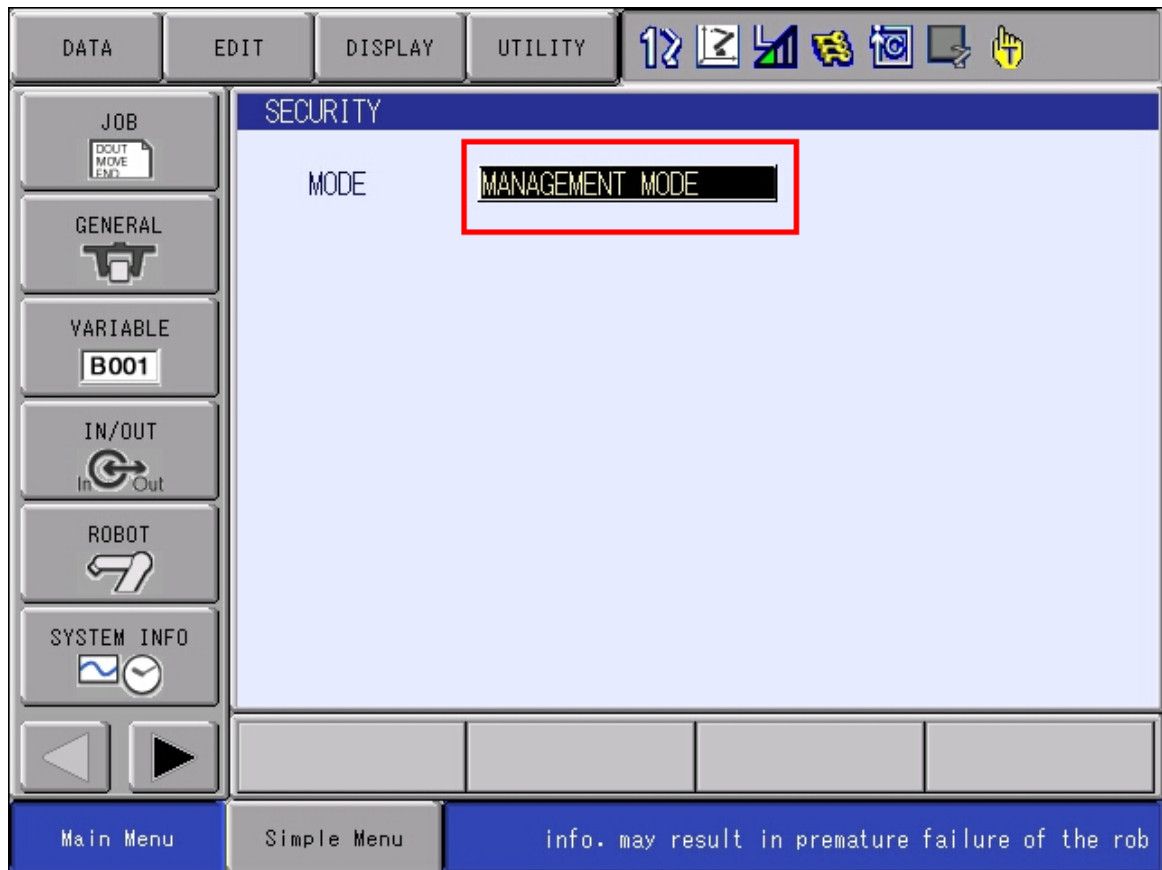 DATA EDIT DISPLAY UTILITY
JOB
DOUT
MOVE
END
GENERAL
VARIABLE
B001
IN/OUT
In Out
ROBOT
SYSTEM INFO
SECURITY
MODE MANAGEMENT MODE
Main Menu Simple Menu info. may result in premature failure of the rob